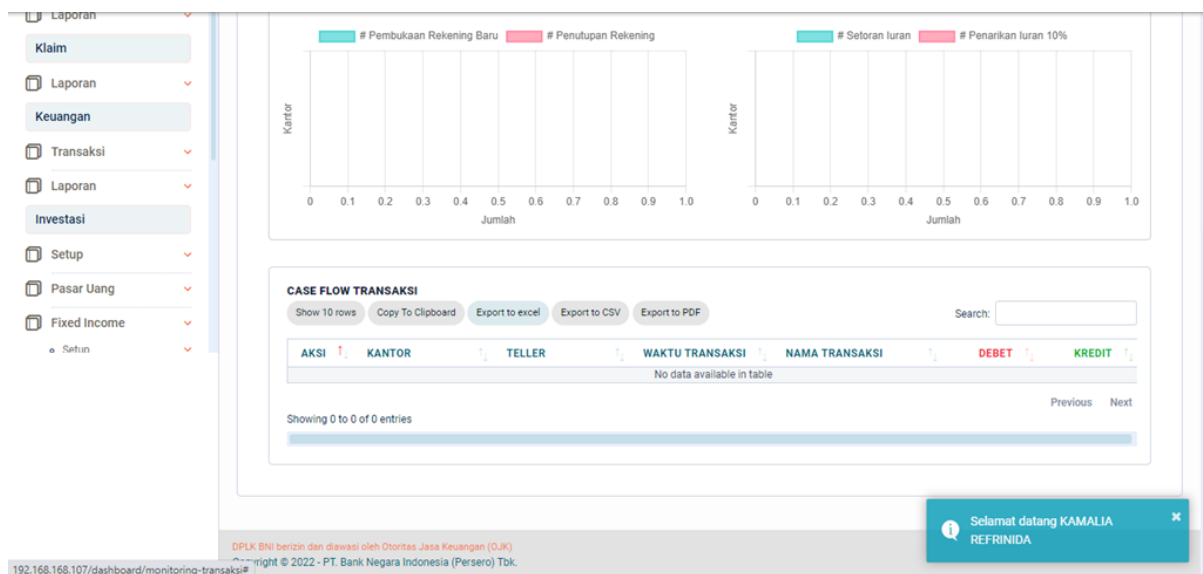 Laporan
Klaim
Laporan
Keuangan
Transaksi
Laporan
Investasi
Setup
Pasar Uang
Fixed Income
Setup
# Pembukaan Rekening Baru # Penutupan Rekening
Kantor
0 0.1 0.2 0.3 0.4 0.5 0.6 0.7 0.8 0.9 1.0
Jumlah
# Setoran Iuran # Penarikan Iuran 10%
Kantor
0 0.1 0.2 0.3 0.4 0.5 0.6 0.7 0.8 0.9 1.0
Jumlah
CASE FLOW TRANSAKSI
Show 10 rows Copy To Clipboard Export to excel Export to CSV Export to PDF Search:
AKSI KANTOR TELLER WAKTU TRANSAKSI NAMA TRANSAKSI DEBET KREDIT
No data available in table
Previous Next
Showing 0 to 0 of 0 entries
Selamat datang KAMALIA
REFRINIDA
DPLK BNI berizin dan diawasi oleh Otoritas Jasa Keuangan (OJK)
Copyright © 2022 - PT. Bank Negara Indonesia (Persero) Tbk.
192.168.168.107/dashboard/monitoring-transaksi#